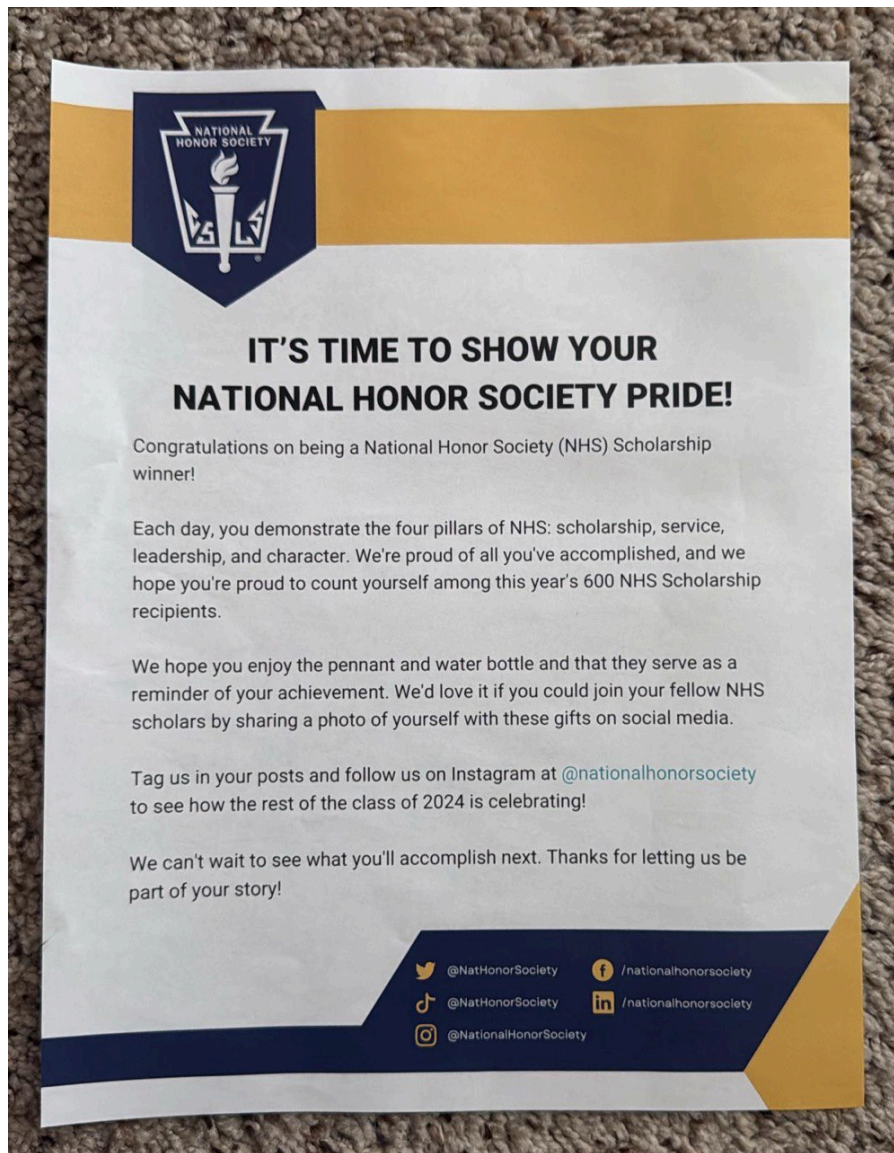 NATIONAL
HONOR SOCIETY
C S L S
®
IT'S TIME TO SHOW YOUR
NATIONAL HONOR SOCIETY PRIDE!
Congratulations on being a National Honor Society (NHS) Scholarship
winner!
Each day, you demonstrate the four pillars of NHS: scholarship, service,
leadership, and character. We're proud of all you've accomplished, and we
hope you're proud to count yourself among this year's 600 NHS Scholarship
recipients.
We hope you enjoy the pennant and water bottle and that they serve as a
reminder of your achievement. We'd love it if you could join your fellow NHS
scholars by sharing a photo of yourself with these gifts on social media.
Tag us in your posts and follow us on Instagram at @nationalhonorsociety
to see how the rest of the class of 2024 is celebrating!
We can't wait to see what you'll accomplish next. Thanks for letting us be
part of your story!
@NatHonorSociety
/nationalhonorsociety
@NatHonorSociety
/nationalhonorsociety
@NationalHonorSociety